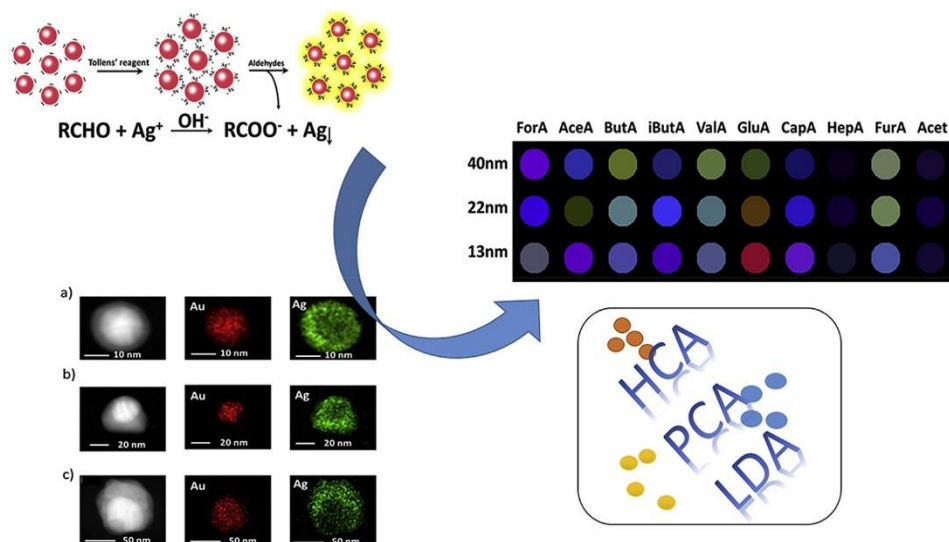 Tollens' reagent
Aldehydes
RCHO + Ag⁺ OH⁻ RCOO⁻ + Ag↓
ForA AceA ButA iButA ValA GluA CapA HepA FurA Acet
40nm
22nm
13nm
a)
Au
Ag
10 nm
10 nm
10 nm
b)
Au
Ag
20 nm
20 nm
20 nm
c)
Au
Ag
50 nm
50 nm
50 nm
HCA
PCA
LDA